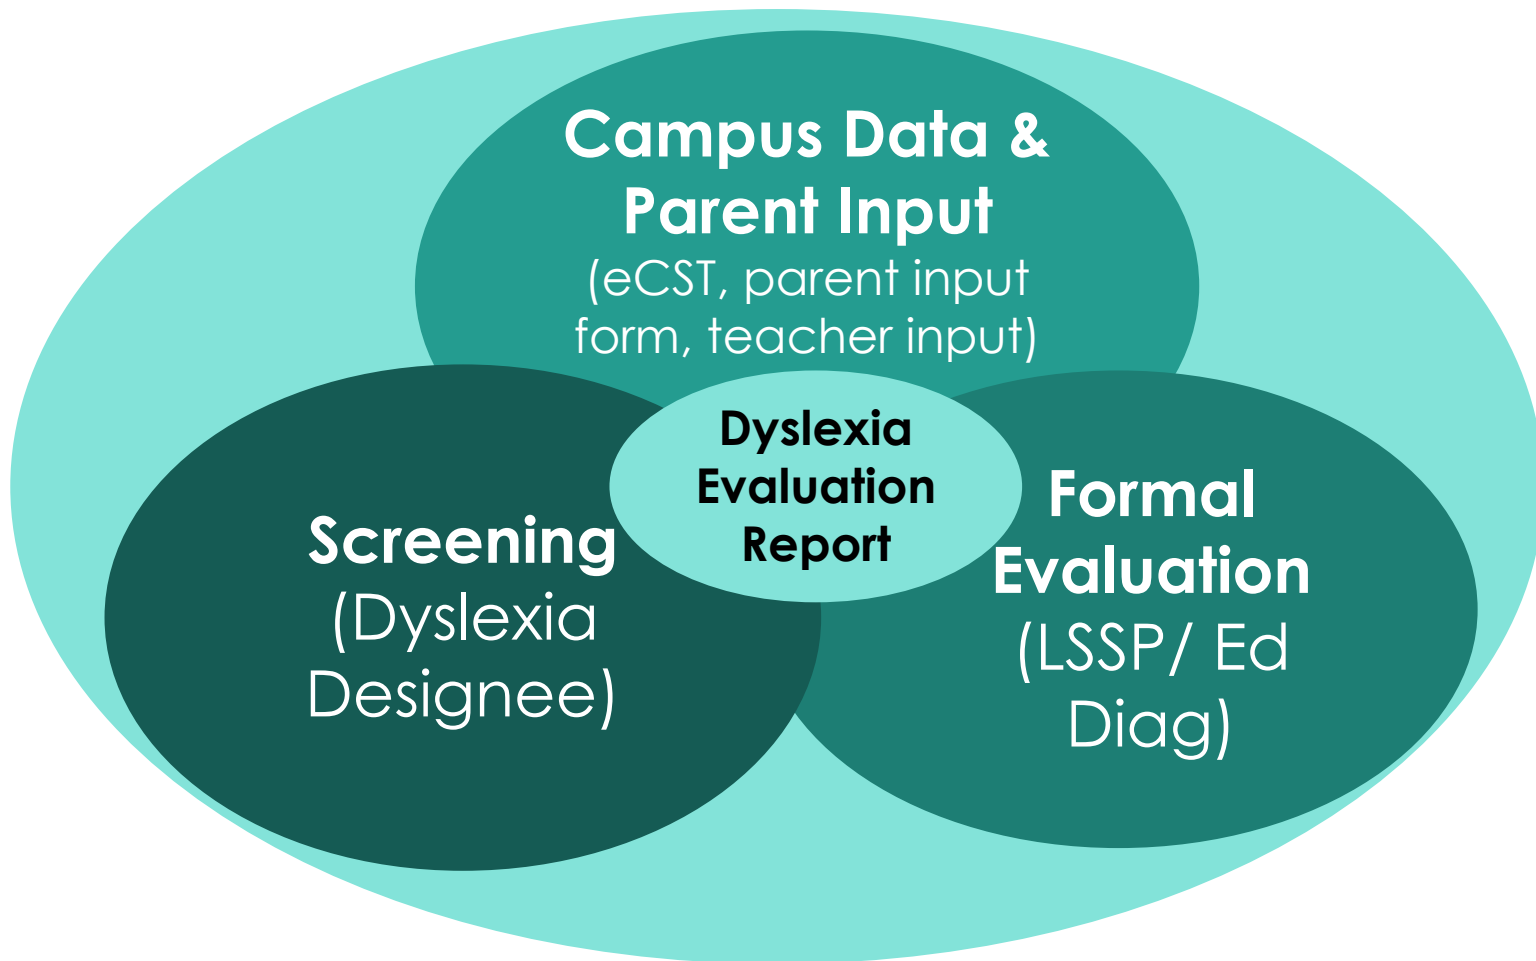 Campus Data &
Parent Input
(eCST, parent input
form, teacher input)
Dyslexia
Evaluation
Report
Screening
(Dyslexia
Designee)
Formal
Evaluation
(LSSP/ Ed
Diag)